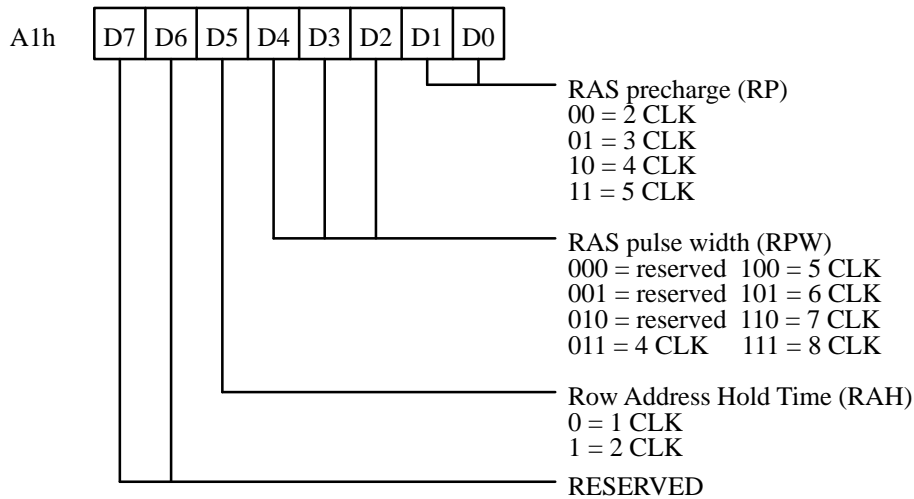 A1h D7 D6 D5 D4 D3 D2 D1 D0
RAS precharge (RP)
00 = 2 CLK
01 = 3 CLK
10 = 4 CLK
11 = 5 CLK
RAS pulse width (RPW)
000 = reserved 100 = 5 CLK
001 = reserved 101 = 6 CLK
010 = reserved 110 = 7 CLK
011 = 4 CLK 111 = 8 CLK
Row Address Hold Time (RAH)
0 = 1 CLK
1 = 2 CLK
RESERVED